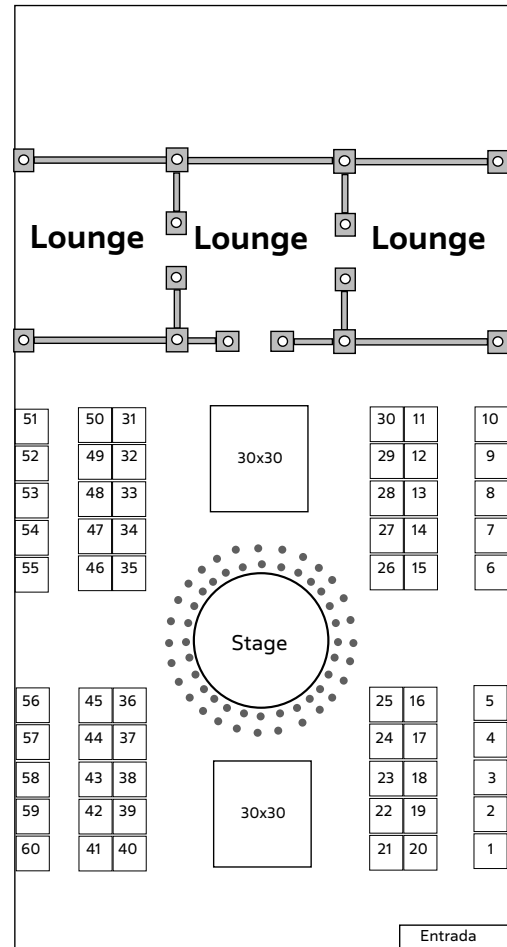 Lounge Lounge Lounge
51 50 31 30 11 10
52 49 32 30x30 29 12 9
53 48 33 28 13 8
54 47 34 27 14 7
55 46 35 26 15 6
Stage
56 45 36 25 16 5
57 44 37 24 17 4
58 43 38 23 18 3
59 42 39 30x30 22 19 2
60 41 40 21 20 1
Entrada